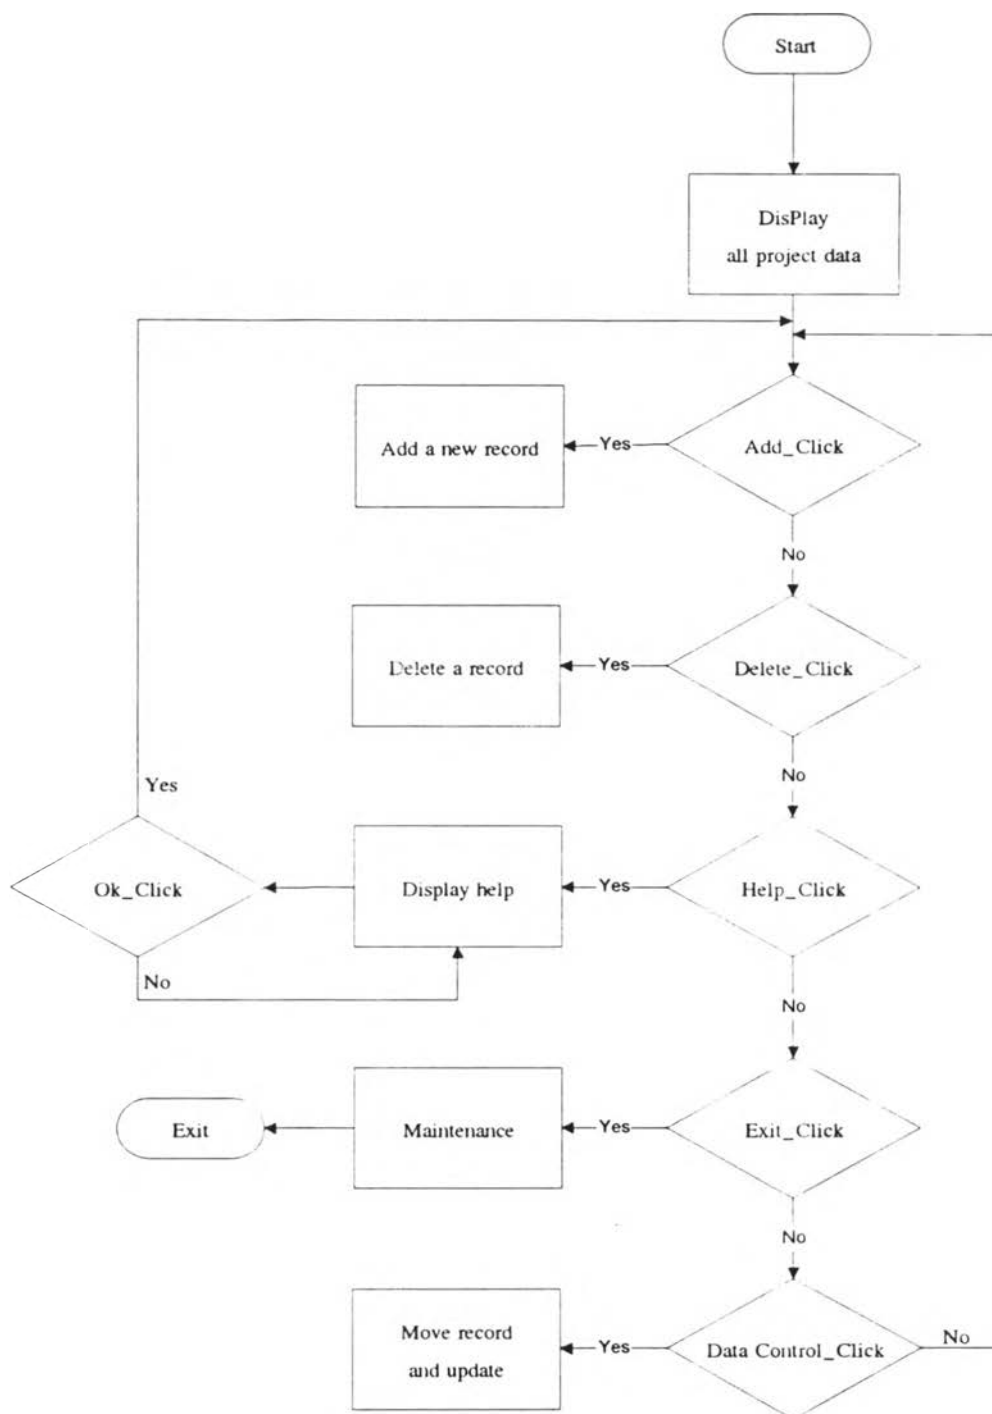 Start
DisPlay
all project data
Add a new record
Yes
Add_Click
No
Delete a record
Yes
Delete_Click
No
Yes
Ok_Click
Display help
Yes
Help_Click
No
No
Exit
Maintenance
Yes
Exit_Click
No
Move record
and update
Yes
Data Control_Click
No